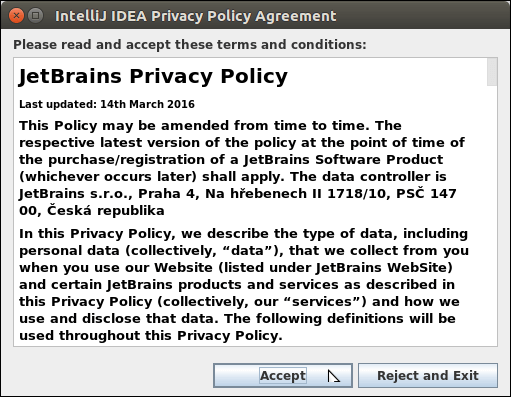 IntelliJ IDEA Privacy Policy Agreement
Please read and accept these terms and conditions:
JetBrains Privacy Policy
Last updated: 14th March 2016
This Policy may be amended from time to time. The
respective latest version of the policy at the point of time of
the purchase/registration of a JetBrains Software Product
(whichever occurs later) shall apply. The data controller is
JetBrains s.r.o., Praha 4, Na hřebenech II 1718/10, PSČ 147
00, Česká republika
In this Privacy Policy, we describe the type of data, including
personal data (collectively, “data”), that we collect from you
when you use our Website (listed under JetBrains WebSite)
and certain JetBrains products and services as described in
this Privacy Policy (collectively, our “services”) and how we
use and disclose that data. The following definitions will be
used throughout this Privacy Policy.
Accept
Reject and Exit